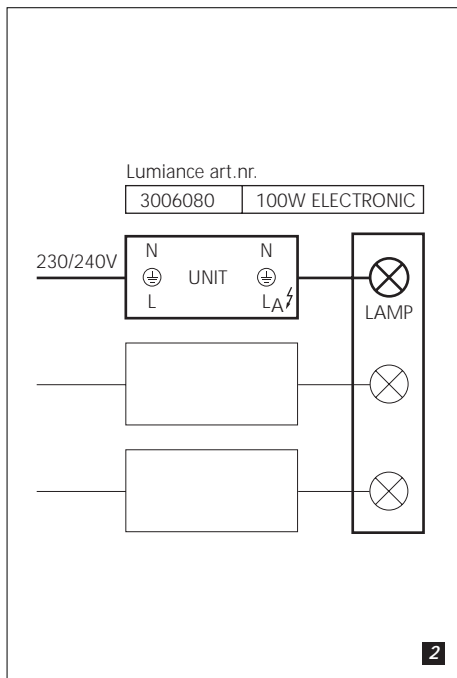 Lumiance art.nr.
3006080 100W ELECTRONIC
230/240V
N N
UNIT
L LA
LAMP
2